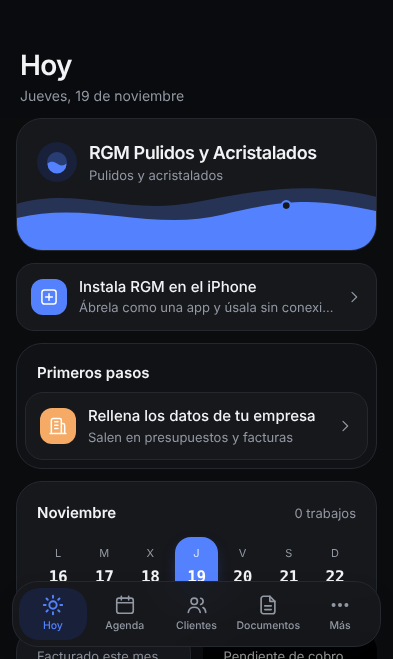 Hoy
Jueves, 19 de noviembre
RGM Pulidos y Acristalados
Pulidos y acristalados
Instala RGM en el iPhone
Ábrela como una app y úsala sin conexi...
Primeros pasos
Rellena los datos de tu empresa
Salen en presupuestos y facturas
Noviembre
0 trabajos
L M X J V S D
16 17 18 19 20 21 22
Hoy Agenda Clientes Documentos Más
Facturado este mes
Pendiente de cobro